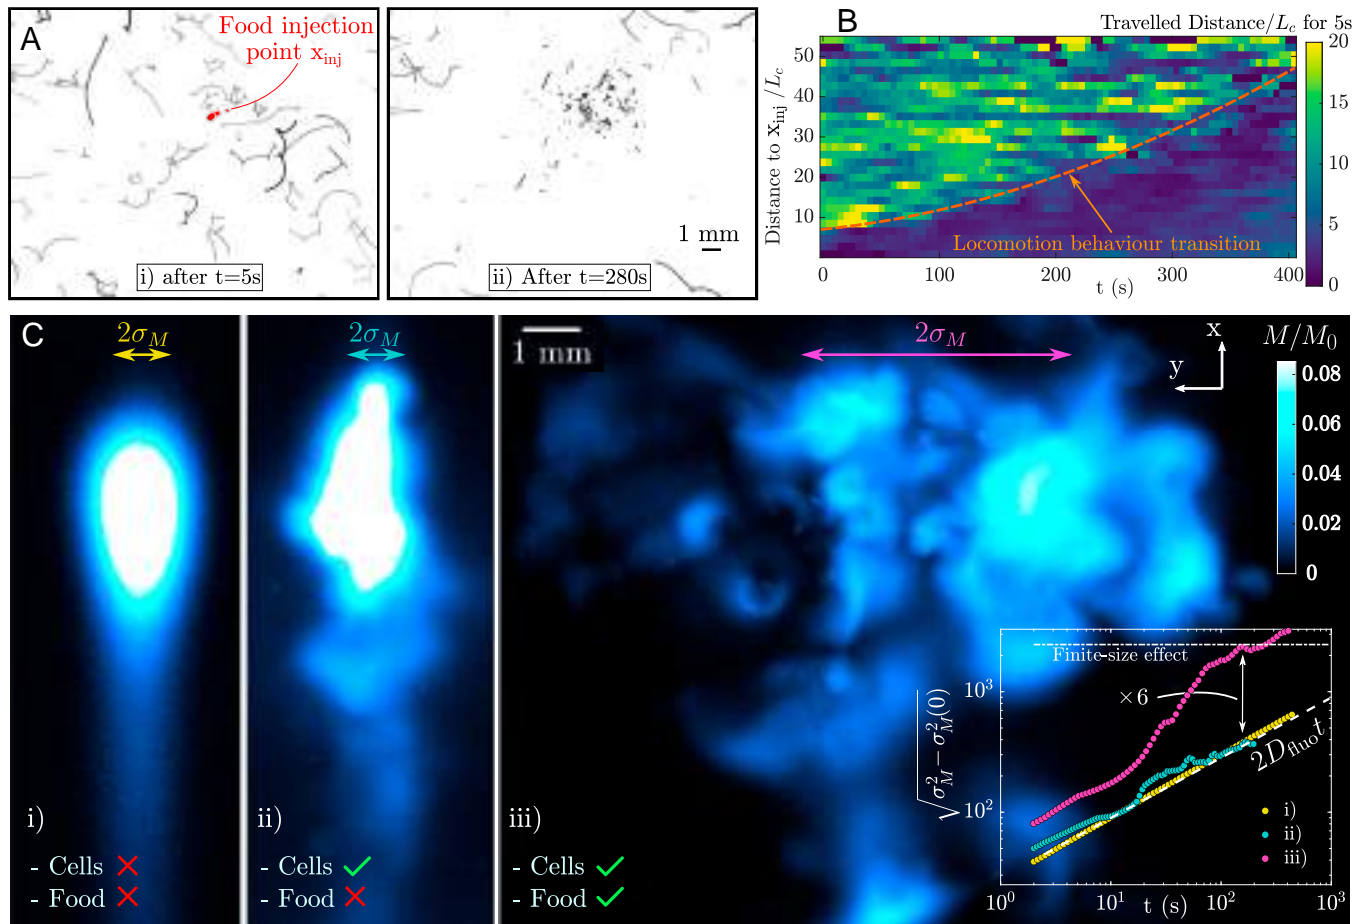 A
Food injection
point x_inj
i) after t=5s
ii) After t=280s
1 mm
B
Travelled Distance/L_c for 5s
Distance to x_inj /L_c
50
40
30
20
10
0
100
200
300
400
t (s)
Locomotion behaviour transition
20
15
10
5
0
C
2σ_M
i)
- Cells ✗
- Food ✗
2σ_M
ii)
- Cells ✓
- Food ✗
1 mm
2σ_M
x
y
M/M_0
0.08
0.06
0.04
0.02
0
iii)
- Cells ✓
- Food ✓
Finite-size effect
×6
2D_fluo t
√(σ_M^2 − σ_M^2(0))
10^3
10^2
i)
ii)
iii)
10^0
10^1
10^2
10^3
t (s)